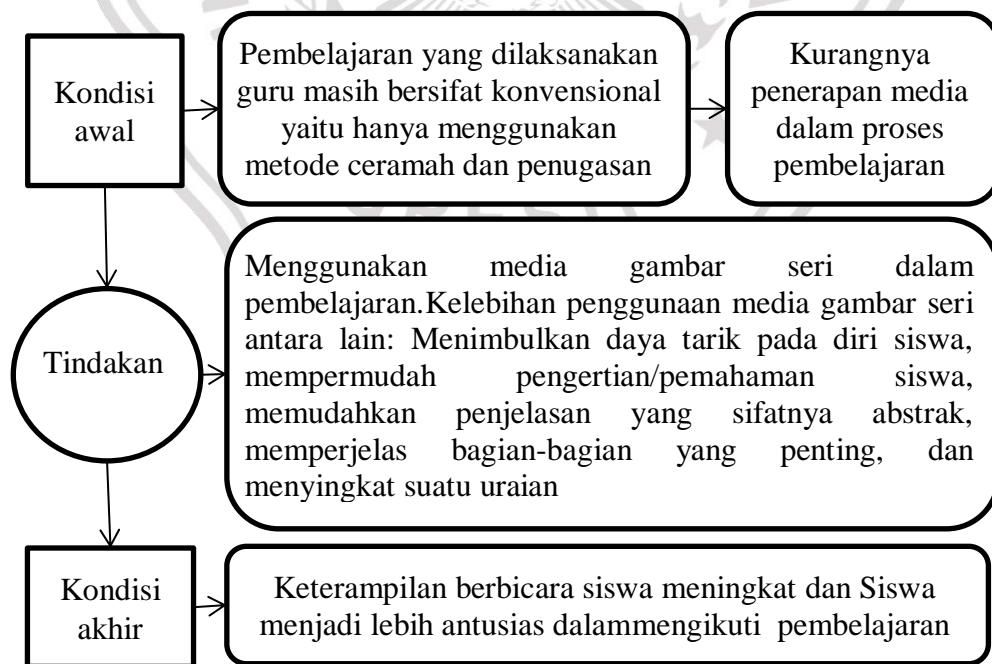 Kondisi
awal
Pembelajaran yang dilaksanakan
guru masih bersifat konvensional
yaitu hanya menggunakan
metode ceramah dan penugasan
Kurangnya
penerapan media
dalam proses
pembelajaran
Tindakan
Menggunakan media gambar seri dalam
pembelajaran.Kelebihan penggunaan media gambar seri
antara lain: Menimbulkan daya tarik pada diri siswa,
mempermudah pengertian/pemahaman siswa,
memudahkan penjelasan yang sifatnya abstrak,
memperjelas bagian-bagian yang penting, dan
menyingkat suatu uraian
Kondisi
akhir
Keterampilan berbicara siswa meningkat dan Siswa
menjadi lebih antusias dalammengikuti pembelajaran